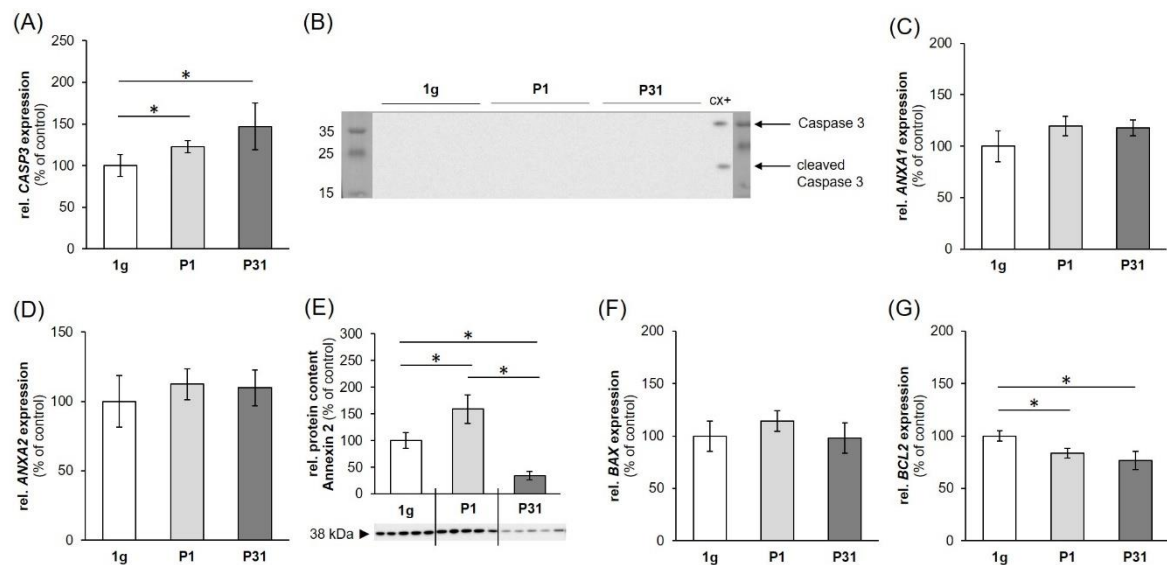 (A)
rel. CASP3 expression
(% of control)
250
200
150
100
50
0
*
*
1g
P1
P31
(B)
1g
P1
P31
cx+
35
25
15
Caspase 3
cleaved
Caspase 3
(C)
rel. ANXA1 expression
(% of control)
200
150
100
50
0
1g
P1
P31
(D)
rel. ANXA2 expression
(% of control)
150
100
50
0
1g
P1
P31
(E)
rel. protein content
Annexin 2 (% of control)
300
250
200
150
100
50
0
*
*
*
1g
P1
P31
38 kDa
(F)
rel. BAX expression
(% of control)
200
150
100
50
0
1g
P1
P31
(G)
rel. BCL2 expression
(% of control)
200
150
100
50
0
*
*
1g
P1
P31